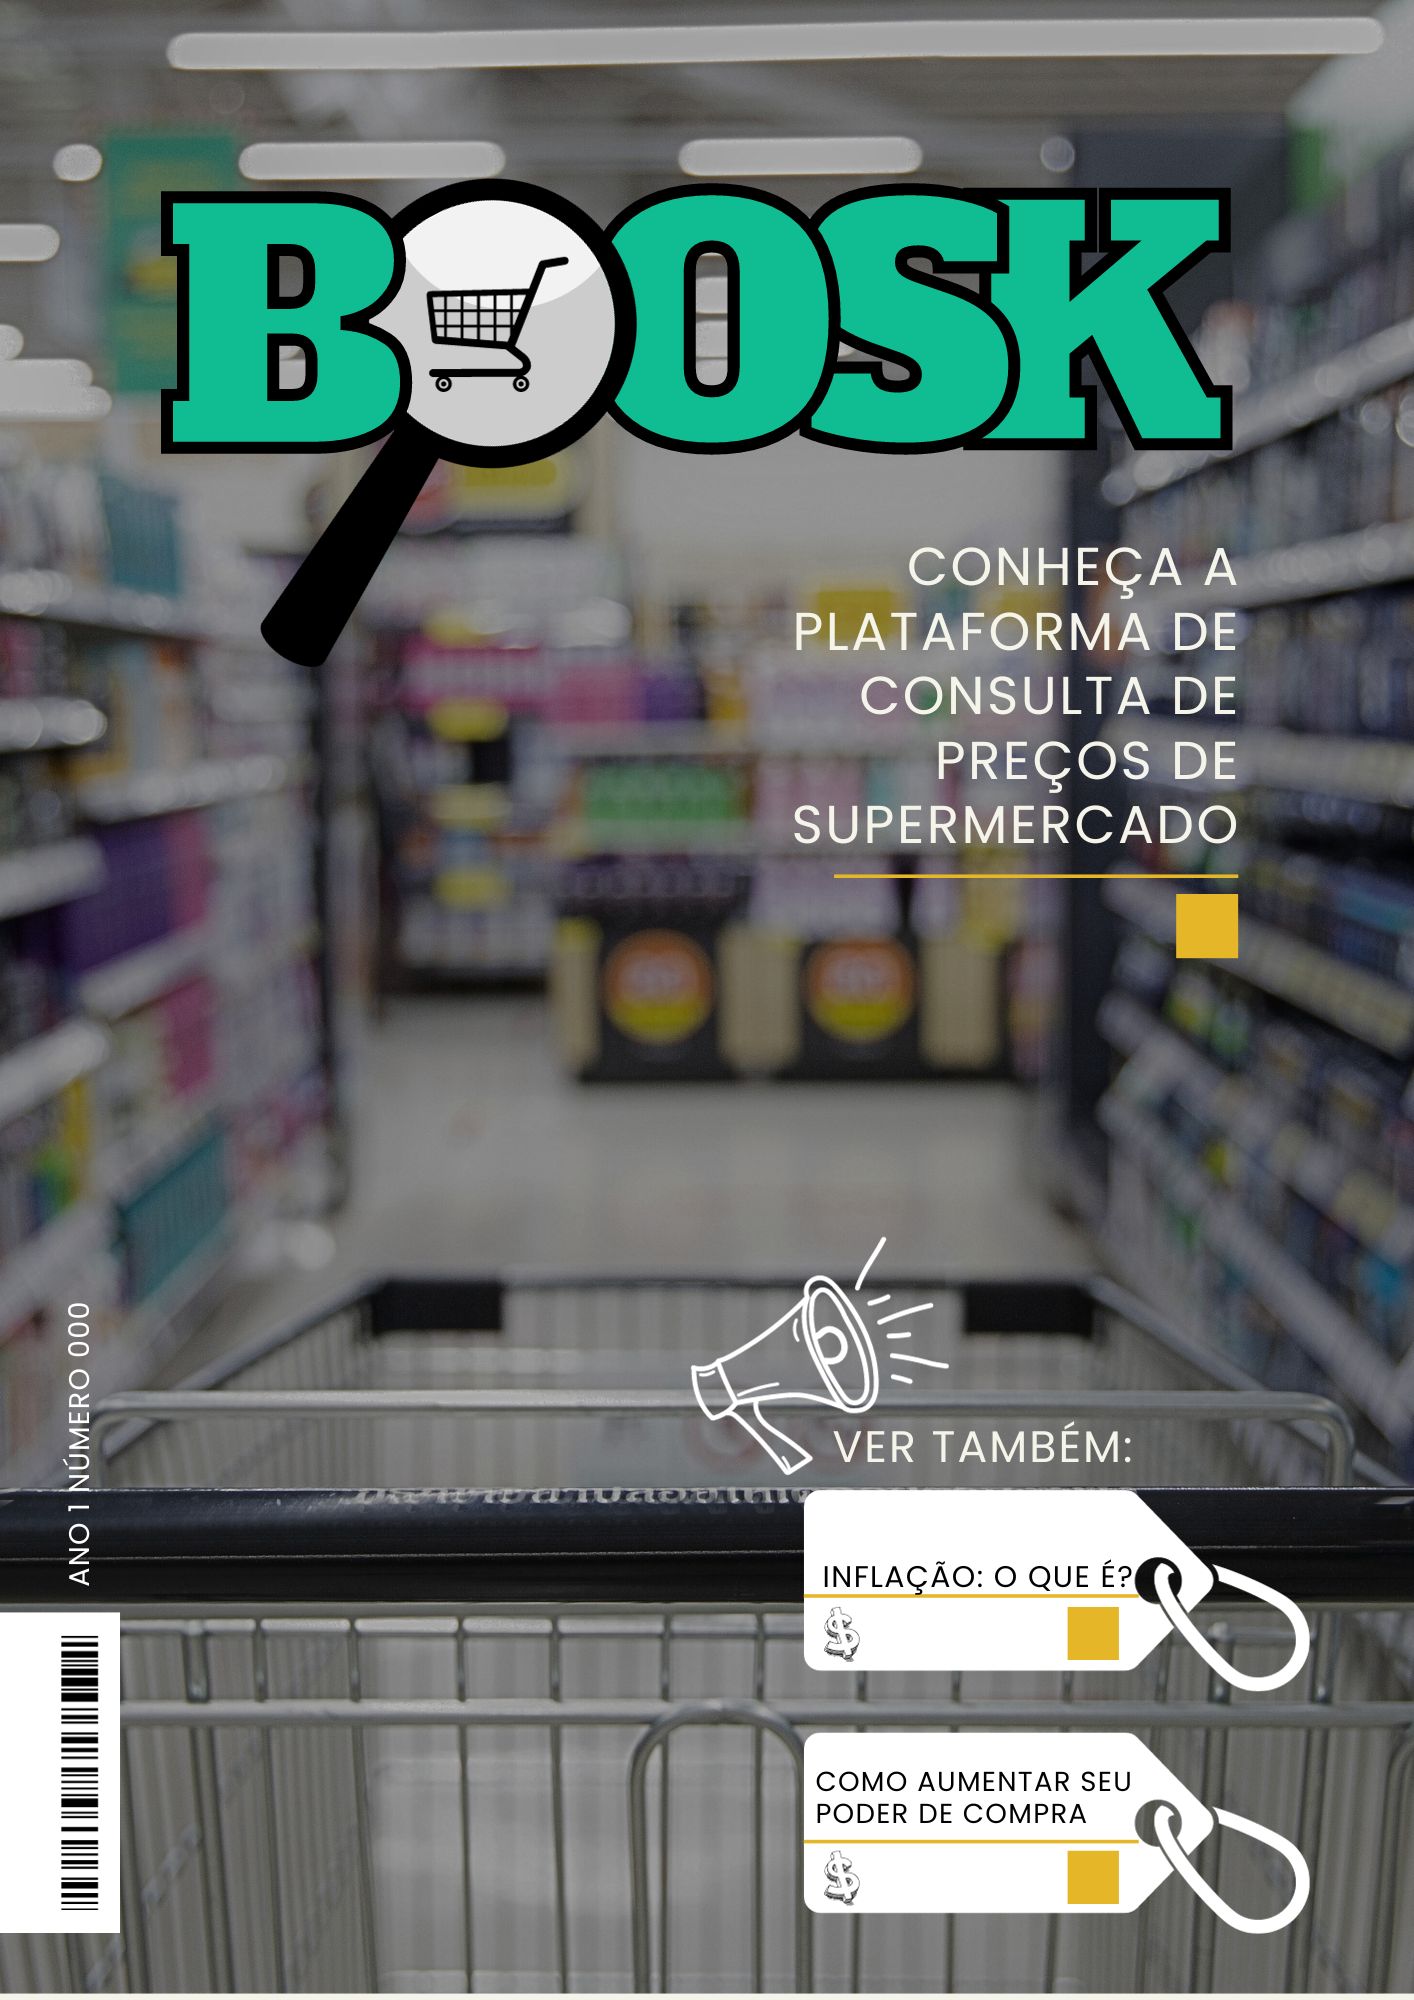 BOOSK
CONHEÇA A
PLATAFORMA DE
CONSULTA DE
PREÇOS DE
SUPERMERCADO
VER TAMBÉM:
INFLAÇÃO: O QUE É?
$
COMO AUMENTAR SEU
PODER DE COMPRA
$
ANO 1 NÚMERO 000